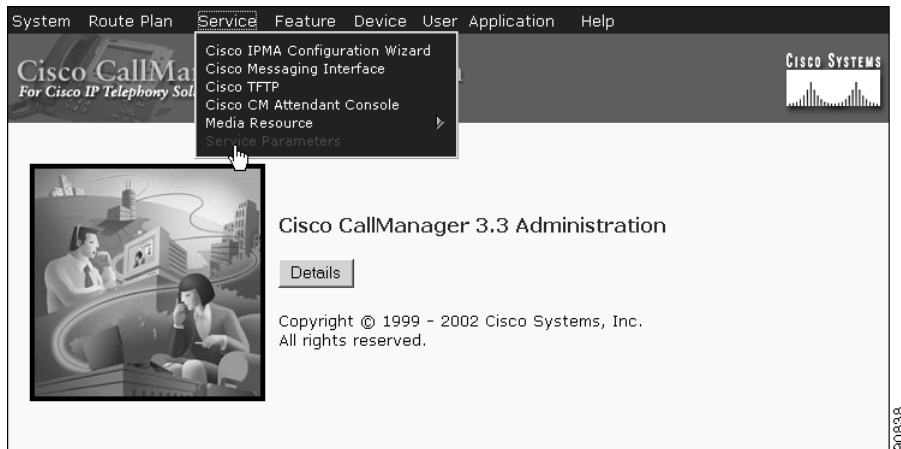 System Route Plan Service Feature Device User Application Help
Cisco CallMa
For Cisco IP Telephony Sol
Cisco IPMA Configuration Wizard
Cisco Messaging Interface
Cisco TFTP
Cisco CM Attendant Console
Media Resource
Service Parameters
CISCO SYSTEMS
Cisco CallManager 3.3 Administration
Details
Copyright © 1999 - 2002 Cisco Systems, Inc.
All rights reserved.
90838